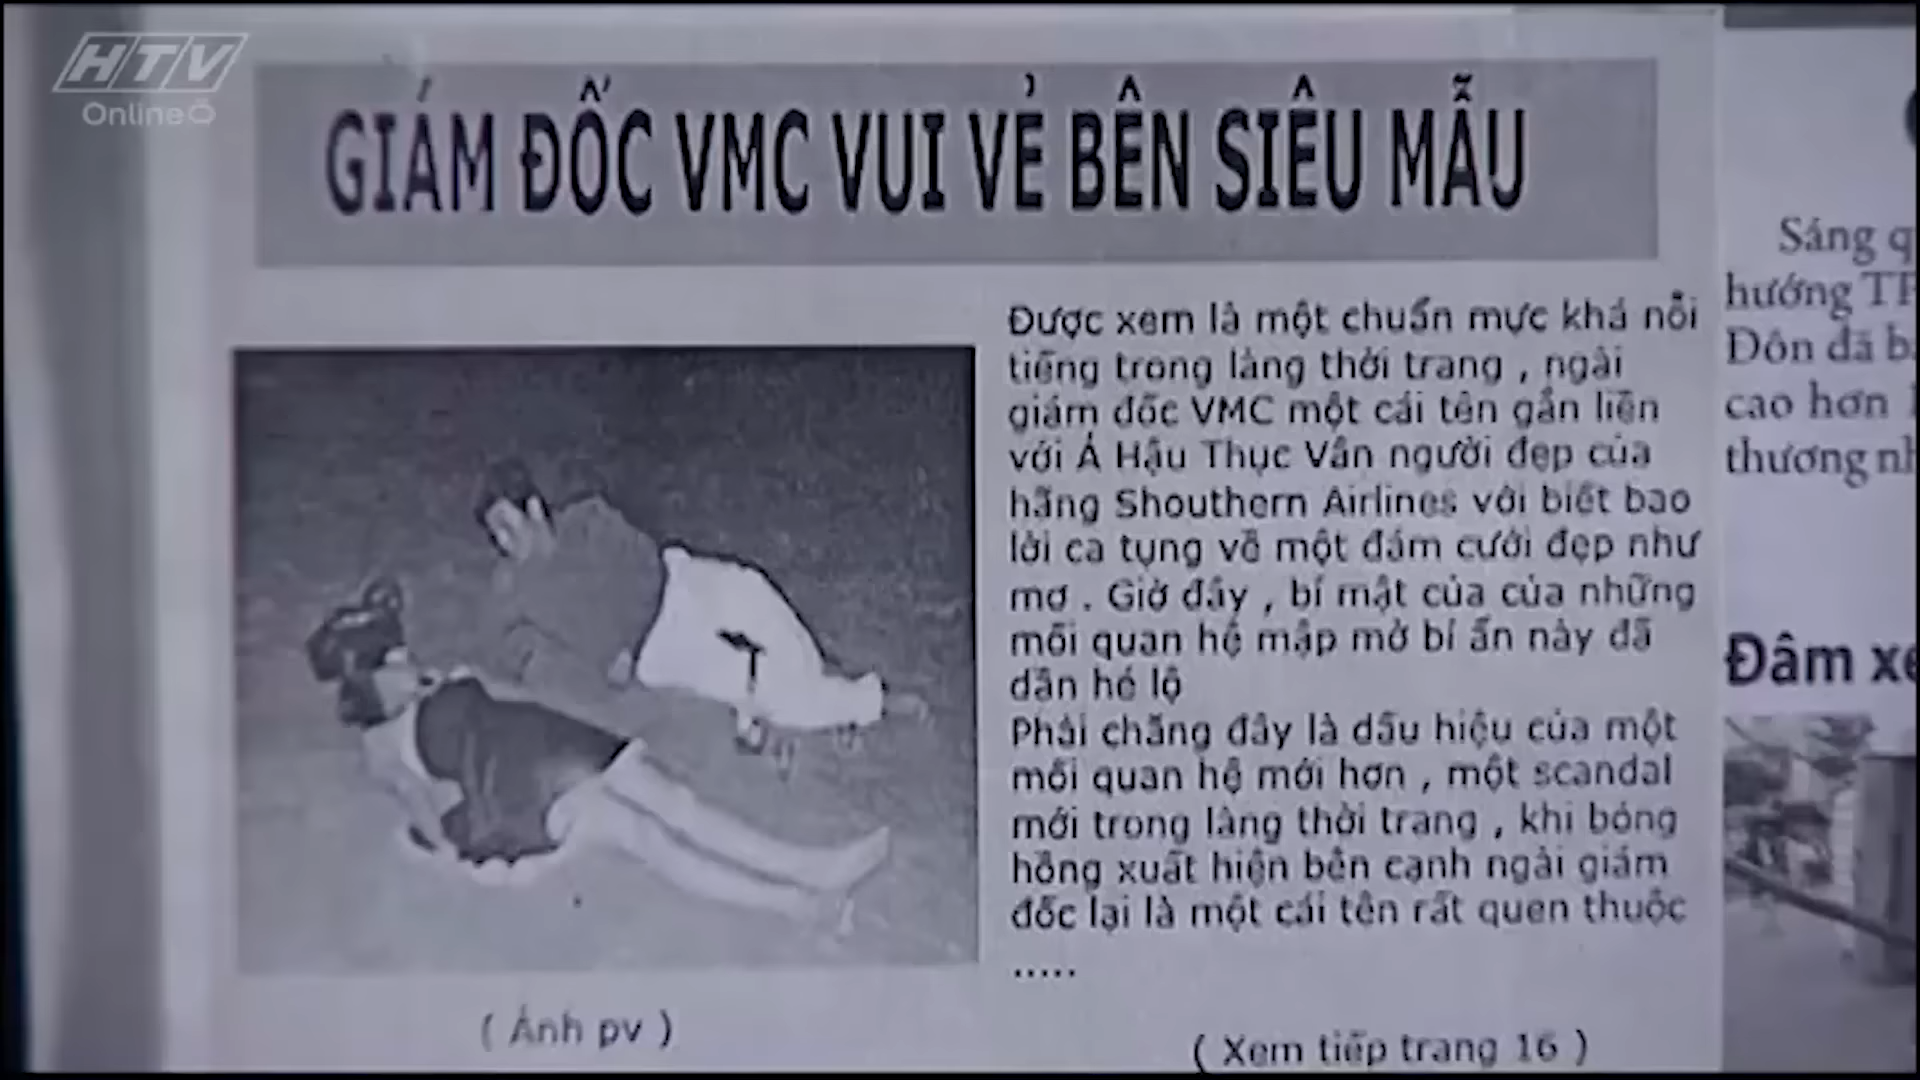 HTV
Online
GIÁM ĐỐC VMC VUI VẺ BÊN SIÊU MẪU
Được xem là một chuẩn mực khá nỗi
tiếng trong làng thời trang , ngài
giám đốc VMC một cái tên gắn liền
với Á Hậu Thục Vân người đẹp của
hãng Shouthern Airlines với biết bao
lời ca tụng về một đám cưới đẹp như
mơ . Giờ đây , bí mật của của những
mối quan hệ mập mờ bí ẩn này đã
dần hé lộ
Phải chăng đây là dấu hiệu của một
mối quan hệ mới hơn , một scandal
mới trong làng thời trang , khi bóng
hồng xuất hiện bên cạnh ngài giám
đốc lại là một cái tên rất quen thuộc
.....
( Ảnh pv )
( Xem tiếp trang 16 )
Sáng
hướng
Đôn đã
cao hơn
thương
Đâm